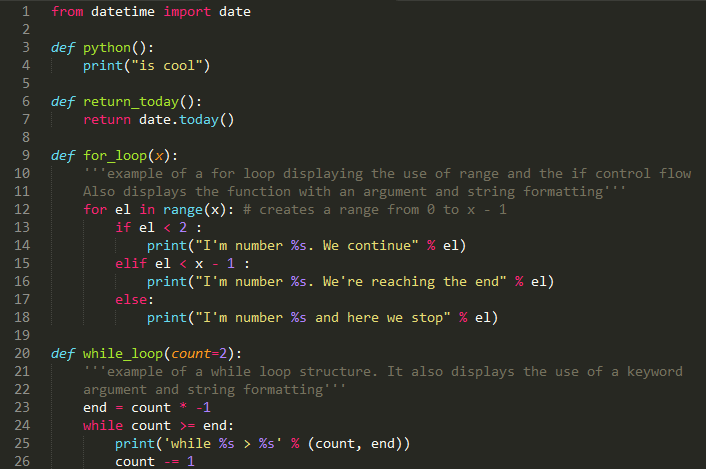 1 from datetime import date
2
3 def python():
4     print("is cool")
5
6 def return_today():
7     return date.today()
8
9 def for_loop(x):
10     '''example of a for loop displaying the use of range and the if control flow
11     Also displays the function with an argument and string formatting'''
12     for el in range(x): # creates a range from 0 to x - 1
13         if el < 2 :
14             print("I'm number %s. We continue" % el)
15         elif el < x - 1 :
16             print("I'm number %s. We're reaching the end" % el)
17         else:
18             print("I'm number %s and here we stop" % el)
19
20 def while_loop(count=2):
21     '''example of a while loop structure. It also displays the use of a keyword
22     argument and string formatting'''
23     end = count * -1
24     while count >= end:
25         print('while %s > %s' % (count, end))
26         count -= 1